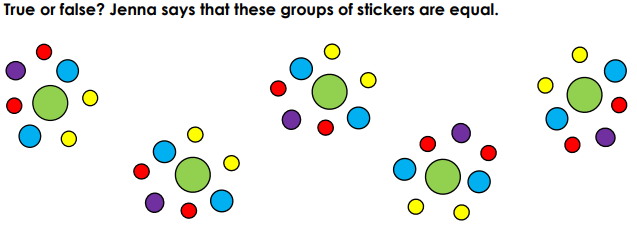 True or false? Jenna says that these groups of stickers are equal.